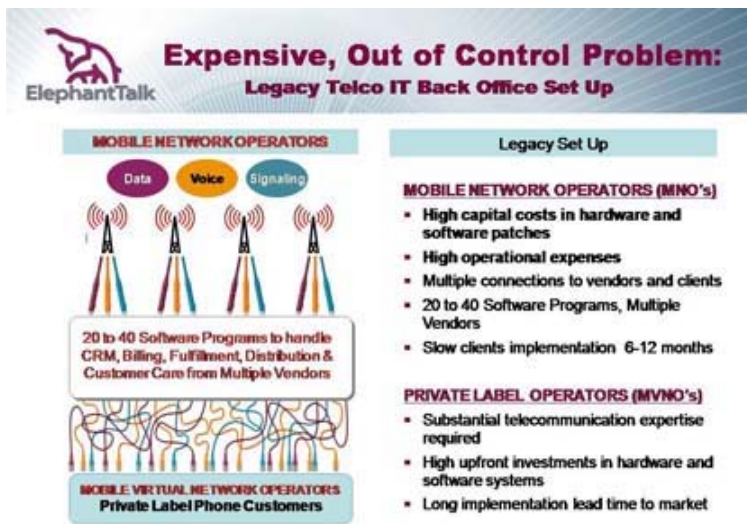 Expensive, Out of Control Problem:
Legacy Telco IT Back Office Set Up
ElephantTalk
MOBILE NETWORK OPERATORS
Data
Voice
Signaling
20 to 40 Software Programs to handle
CRM, Billing, Fulfillment, Distribution &
Customer Care from Multiple Vendors
MOBILE VIRTUAL NETWORK OPERATORS
Private Label Phone Customers
Legacy Set Up
MOBILE NETWORK OPERATORS (MNO's)
▪ High capital costs in hardware and
software patches
▪ High operational expenses
▪ Multiple connections to vendors and clients
▪ 20 to 40 Software Programs, Multiple
Vendors
▪ Slow clients implementation 6-12 months
PRIVATE LABEL OPERATORS (MVNO's)
▪ Substantial telecommunication expertise
required
▪ High upfront investments in hardware and
software systems
▪ Long implementation lead time to market